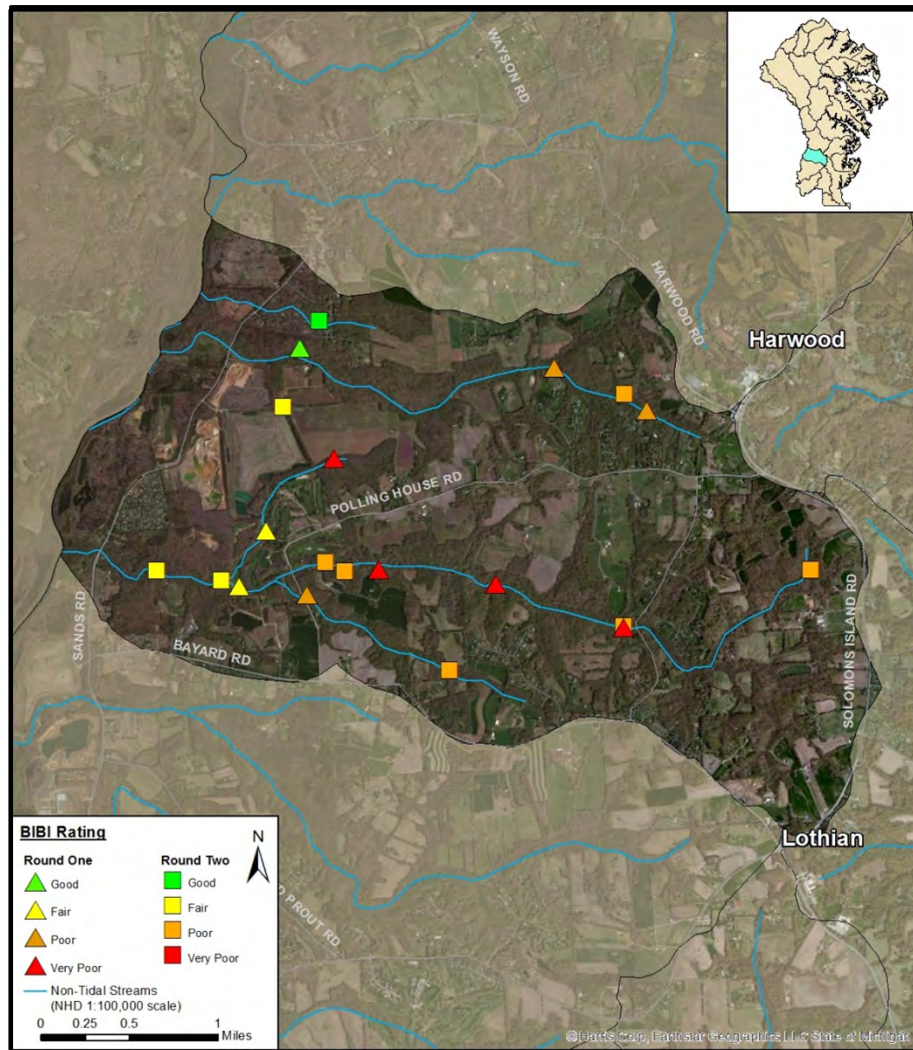 WAYSON RD
HARWOOD RD
Harwood
POLLING HOUSE RD
SANDS RD
BAYARD RD
SOLOMONS ISLAND RD
Lothian
PROUT RD
BIBI Rating
N
Round One
Round Two
Good
Good
Fair
Fair
Poor
Poor
Very Poor
Very Poor
Non-Tidal Streams
(NHD 1:100,000 scale)
0 0.25 0.5 1
Miles
Corp, Earthstar Geographics LLC State of Michigan